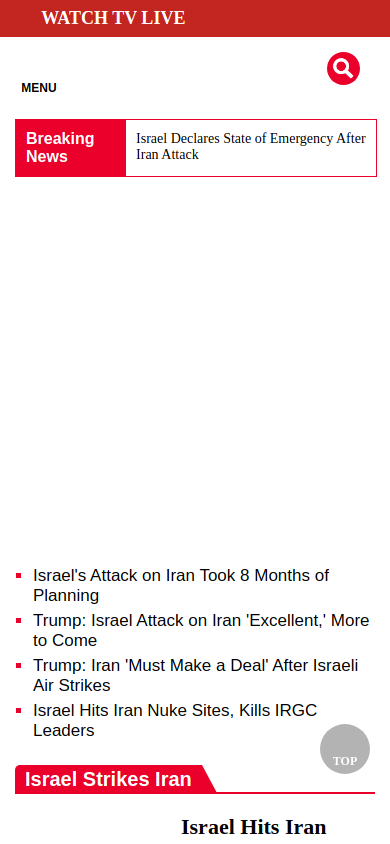 WATCH TV LIVE
MENU
Breaking
News
Israel Declares State of Emergency After
Iran Attack
Israel's Attack on Iran Took 8 Months of
Planning
Trump: Israel Attack on Iran 'Excellent,' More
to Come
Trump: Iran 'Must Make a Deal' After Israeli
Air Strikes
Israel Hits Iran Nuke Sites, Kills IRGC
Leaders
TOP
Israel Strikes Iran
Israel Hits Iran